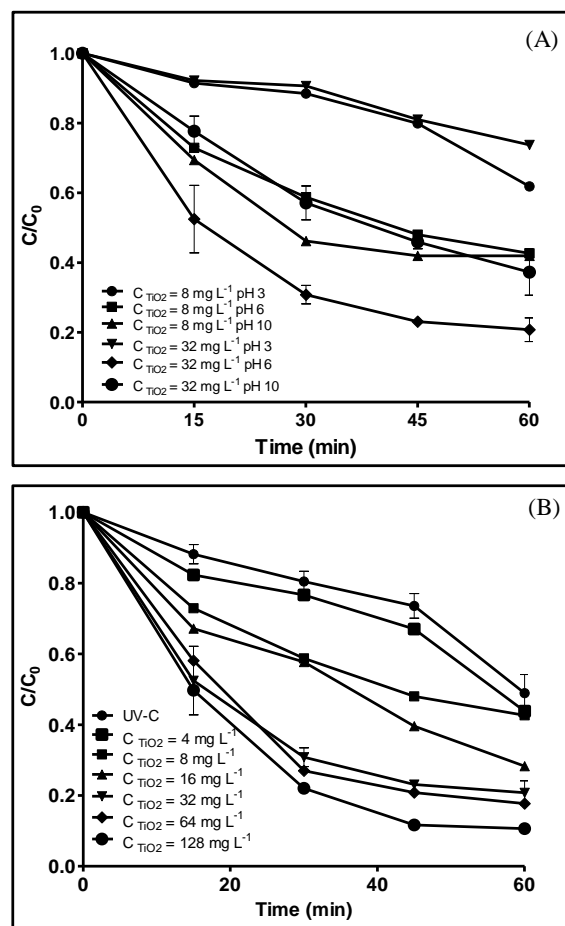 (A)
1.0
0.8
0.6
0.4
0.2
0.0
C/C0
C TiO2 = 8 mg L-1 pH 3
C TiO2 = 8 mg L-1 pH 6
C TiO2 = 8 mg L-1 pH 10
C TiO2 = 32 mg L-1 pH 3
C TiO2 = 32 mg L-1 pH 6
C TiO2 = 32 mg L-1 pH 10
0 15 30 45 60
Time (min)
(B)
1.0
0.8
0.6
0.4
0.2
0.0
C/C0
UV-C
C TiO2 = 4 mg L-1
C TiO2 = 8 mg L-1
C TiO2 = 16 mg L-1
C TiO2 = 32 mg L-1
C TiO2 = 64 mg L-1
C TiO2 = 128 mg L-1
0 20 40 60
Time (min)